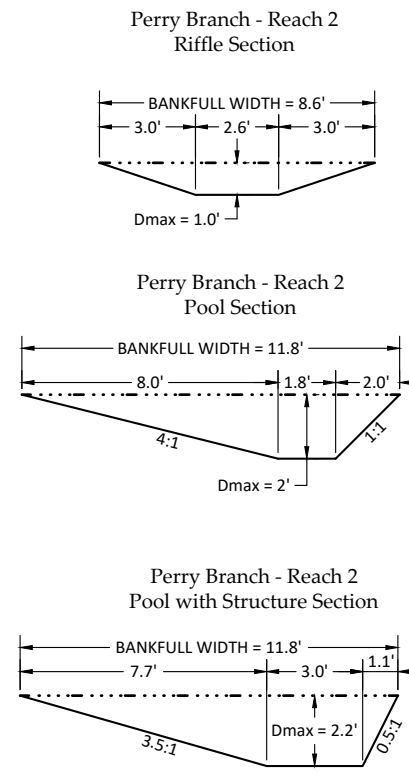 Perry Branch - Reach 2
Riffle Section
BANKFULL WIDTH = 8.6'
3.0' 2.6' 3.0'
Dmax = 1.0'
Perry Branch - Reach 2
Pool Section
BANKFULL WIDTH = 11.8'
8.0' 1.8' 2.0'
4:1 1:1
Dmax = 2'
Perry Branch - Reach 2
Pool with Structure Section
BANKFULL WIDTH = 11.8'
7.7' 3.0' 1.1'
Dmax = 2.2'
3.5:1 0.5:1